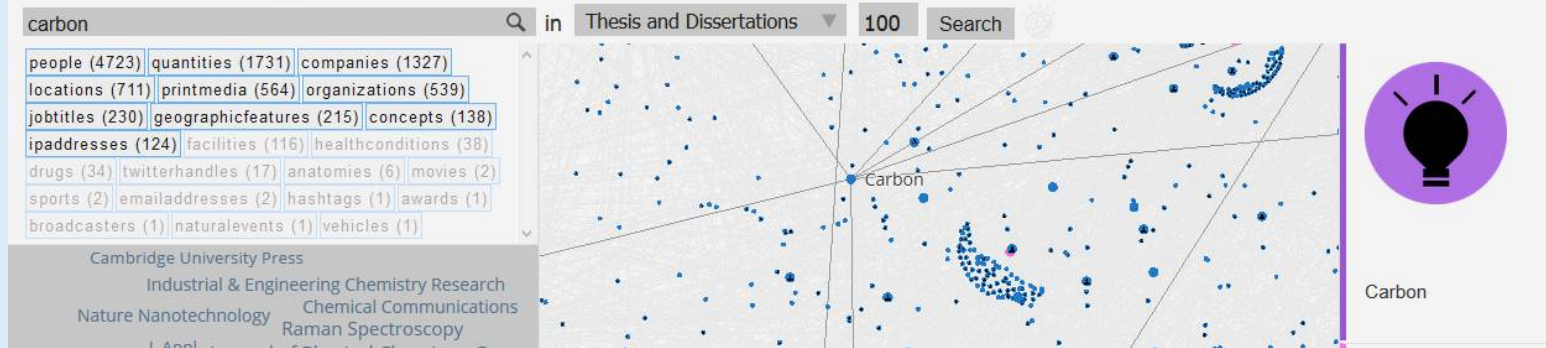 carbon in Thesis and Dissertations 100 Search
people (4723) quantities (1731) companies (1327)
locations (711) printmedia (564) organizations (539)
jobtitles (230) geographicfeatures (215) concepts (138)
ipaddresses (124) facilities (116) healthconditions (38)
drugs (34) twitterhandles (17) anatomies (6) movies (2)
sports (2) emailaddresses (2) hashtags (1) awards (1)
broadcasters (1) naturalevents (1) vehicles (1)
Cambridge University Press
Industrial & Engineering Chemistry Research
Chemical Communications
Nature Nanotechnology
Raman Spectroscopy
Carbon
Carbon